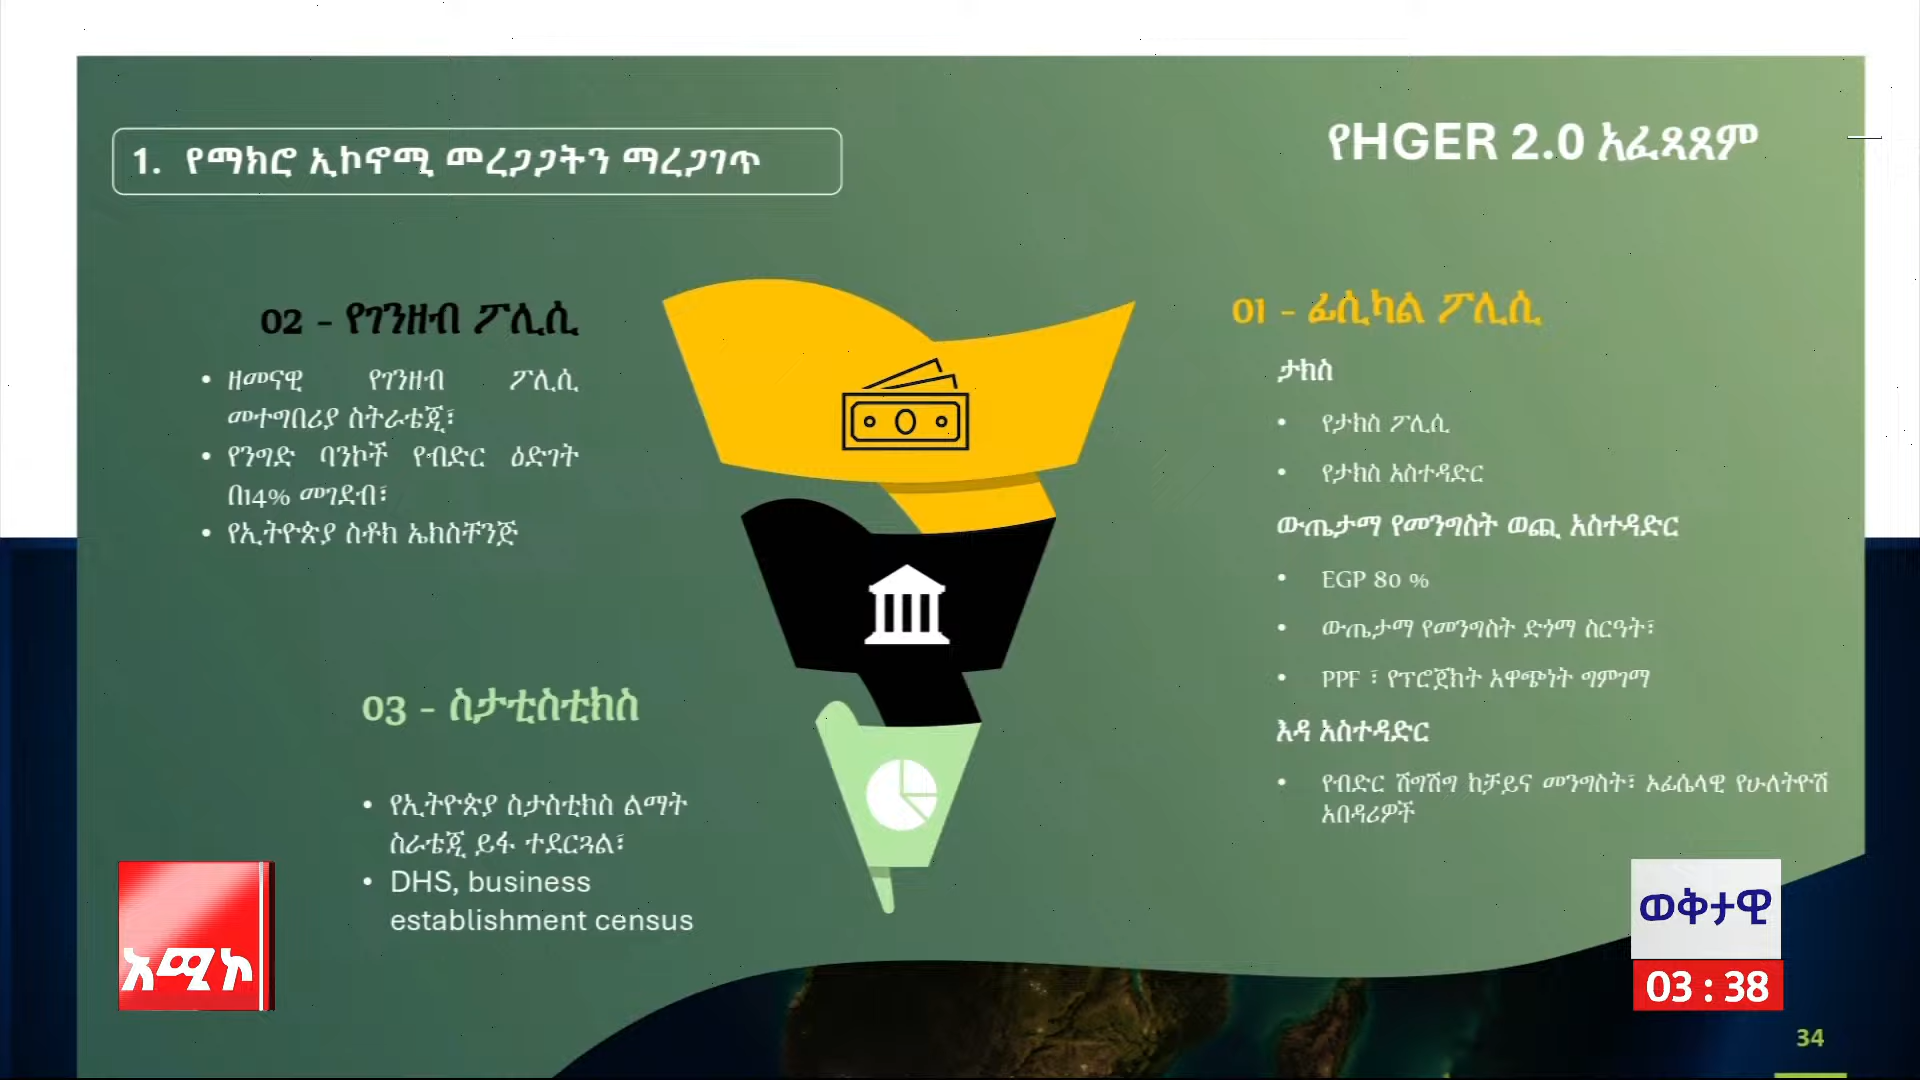 የHGER 2.0 አፈጻጸም
1. የማክሮ ኢኮኖሚ መረጋጋትን ማረጋገጥ
01 - ፊሲካል ፖሊሲ
ታክስ
• የታክስ ፖሊሲ
• የታክስ አስተዳድር
ውጤታማ የመንግስት ወጪ አስተዳድር
• EGP 80 %
• ውጤታማ የመንግስት ድጎማ ስርዓት፣
• PPF ፣ የፕሮጀክት አዋጭነት ግምገማ
እዳ አስተዳድር
• የብድር ሽግሽግ ከቻይና መንግስት፣ ኦፊሴላዊ የሁለትዮሽ
አበዳሪዎች
02 - የገንዘብ ፖሊሲ
• ዘመናዊ የገንዘብ ፖሊሲ
መተግበሪያ ስትራቴጂ፣
• የንግድ ባንኮች የብድር ዕድገት
በ14% መገደብ፣
• የኢትዮጵያ ስቶክ ኤክስቸንጅ
03 - ስታቲስቲክስ
• የኢትዮጵያ ስታስቲክስ ልማት
ስራቴጂ ይፋ ተደርጓል፣
• DHS, business
establishment census
አሚኮ
ወቅታዊ
03 : 38
34